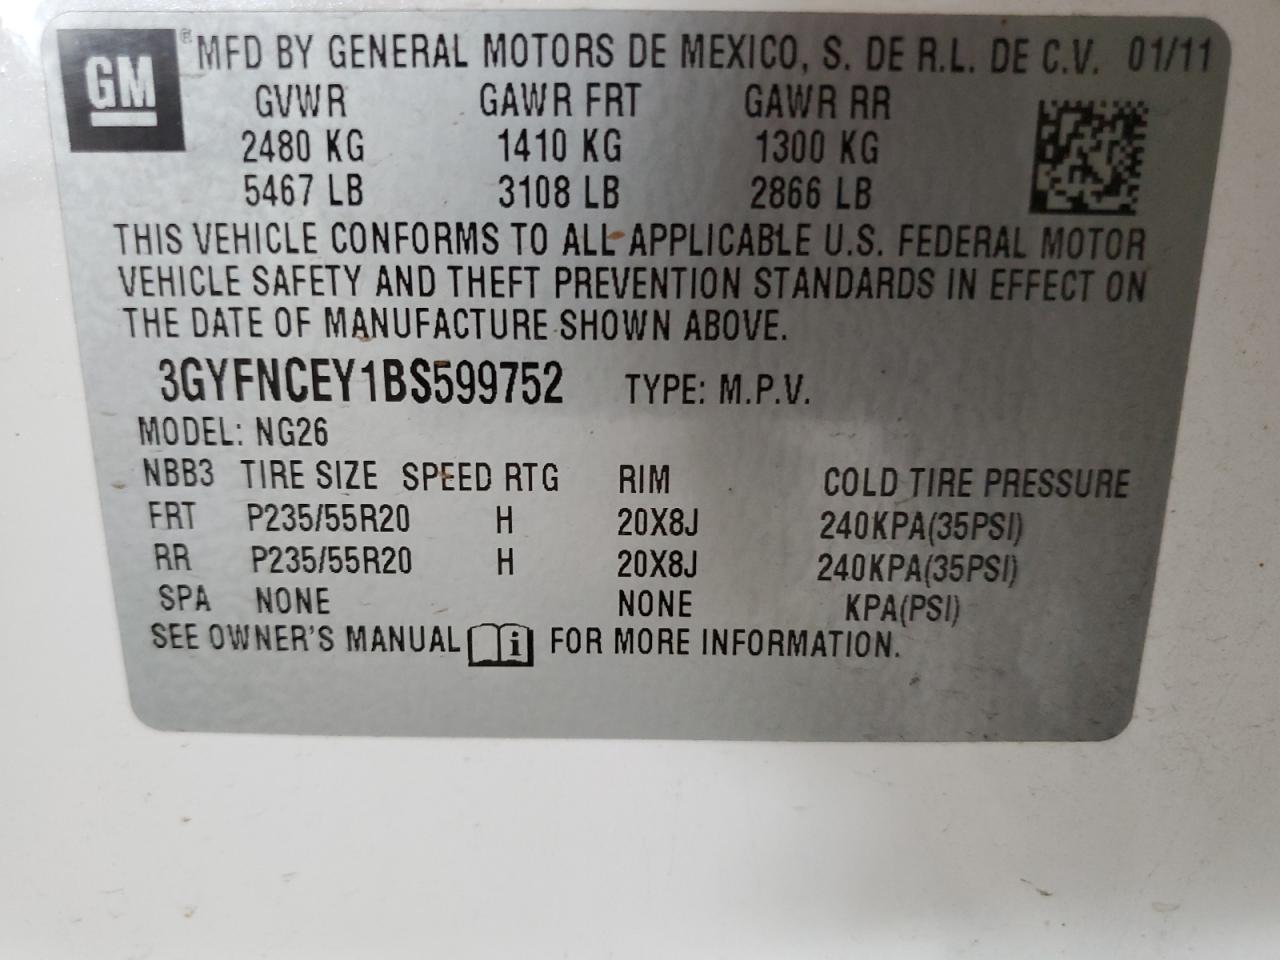 GM ® MFD BY GENERAL MOTORS DE MEXICO, S. DE R.L. DE C.V. 01/11
GVWR GAWR FRT GAWR RR
2480 KG 1410 KG 1300 KG
5467 LB 3108 LB 2866 LB
THIS VEHICLE CONFORMS TO ALL APPLICABLE U.S. FEDERAL MOTOR
VEHICLE SAFETY AND THEFT PREVENTION STANDARDS IN EFFECT ON
THE DATE OF MANUFACTURE SHOWN ABOVE.
3GYFNCEY1BS599752 TYPE: M.P.V.
MODEL: NG26
NBB3 TIRE SIZE SPEED RTG RIM COLD TIRE PRESSURE
FRT P235/55R20 H 20X8J 240KPA(35PSI)
RR P235/55R20 H 20X8J 240KPA(35PSI)
SPA NONE NONE KPA(PSI)
SEE OWNER'S MANUAL i FOR MORE INFORMATION.